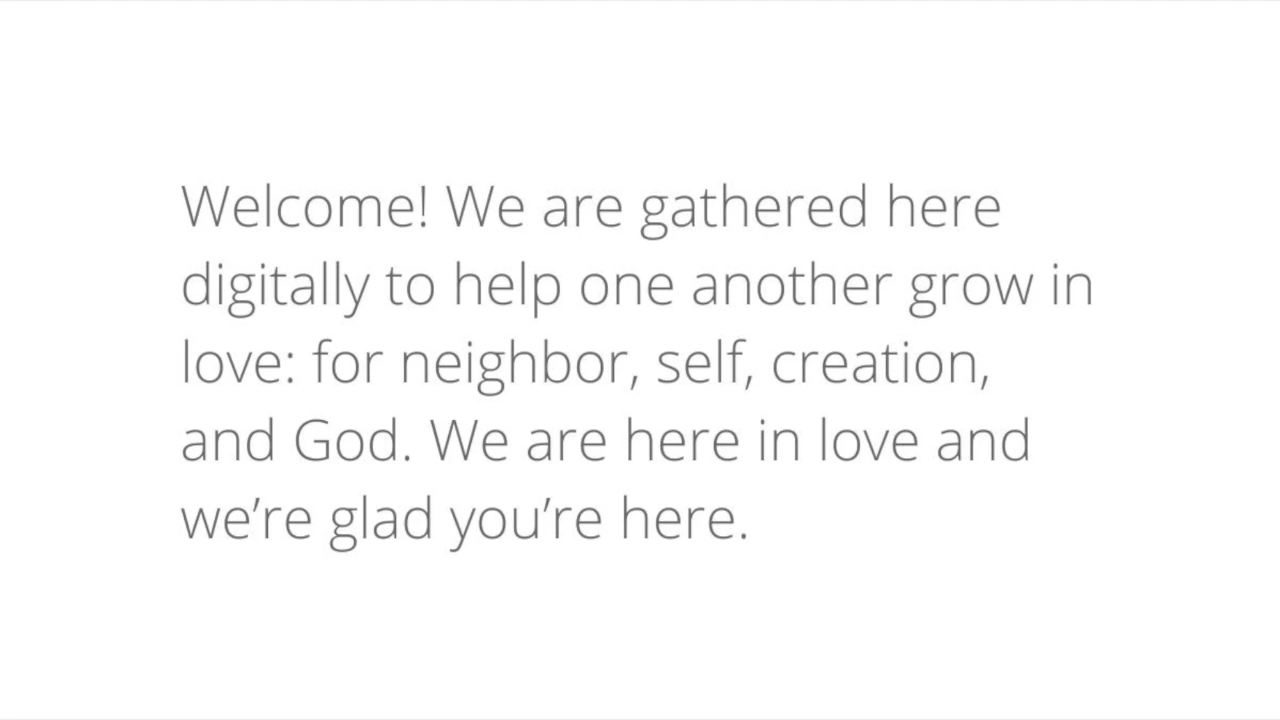 Welcome! We are gathered here
digitally to help one another grow in
love: for neighbor, self, creation,
and God. We are here in love and
we’re glad you’re here.